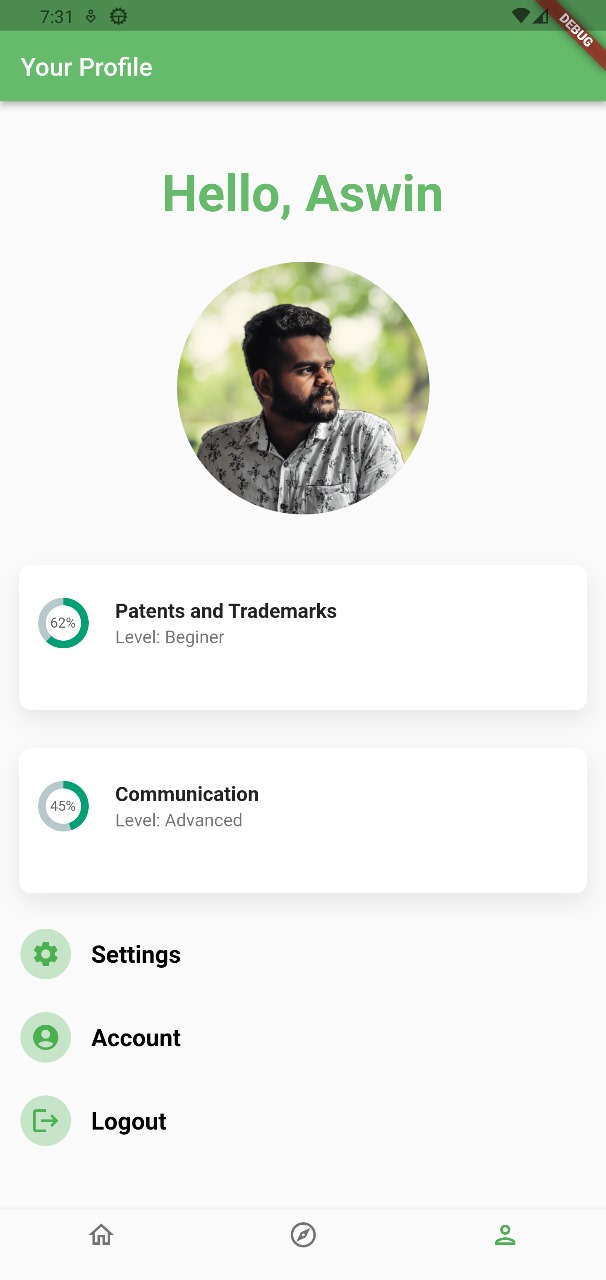 7:31
DEBUG
Your Profile
Hello, Aswin
62%
Patents and Trademarks
Level: Beginer
45%
Communication
Level: Advanced
Settings
Account
Logout